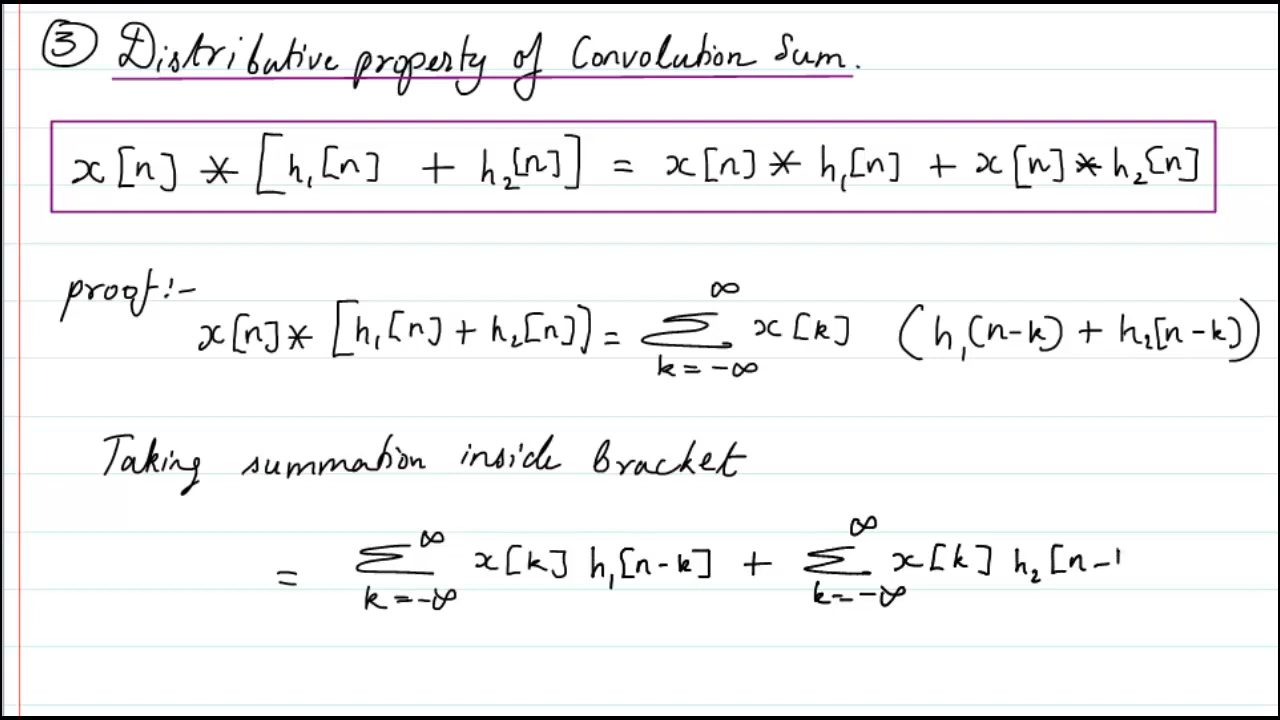 ③ Distributive property of Convolution Sum.
x[n] * [h₁[n] + h₂[n]] = x[n] * h₁[n] + x[n] * h₂[n]
proof:-
x[n] * [h₁[n] + h₂[n]] = ∑_{k=-∞}^{∞} x[k] (h₁(n-k) + h₂[n-k])
Taking summation inside bracket
= ∑_{k=-∞}^{∞} x[k] h₁[n-k] + ∑_{k=-∞}^{∞} x[k] h₂[n-